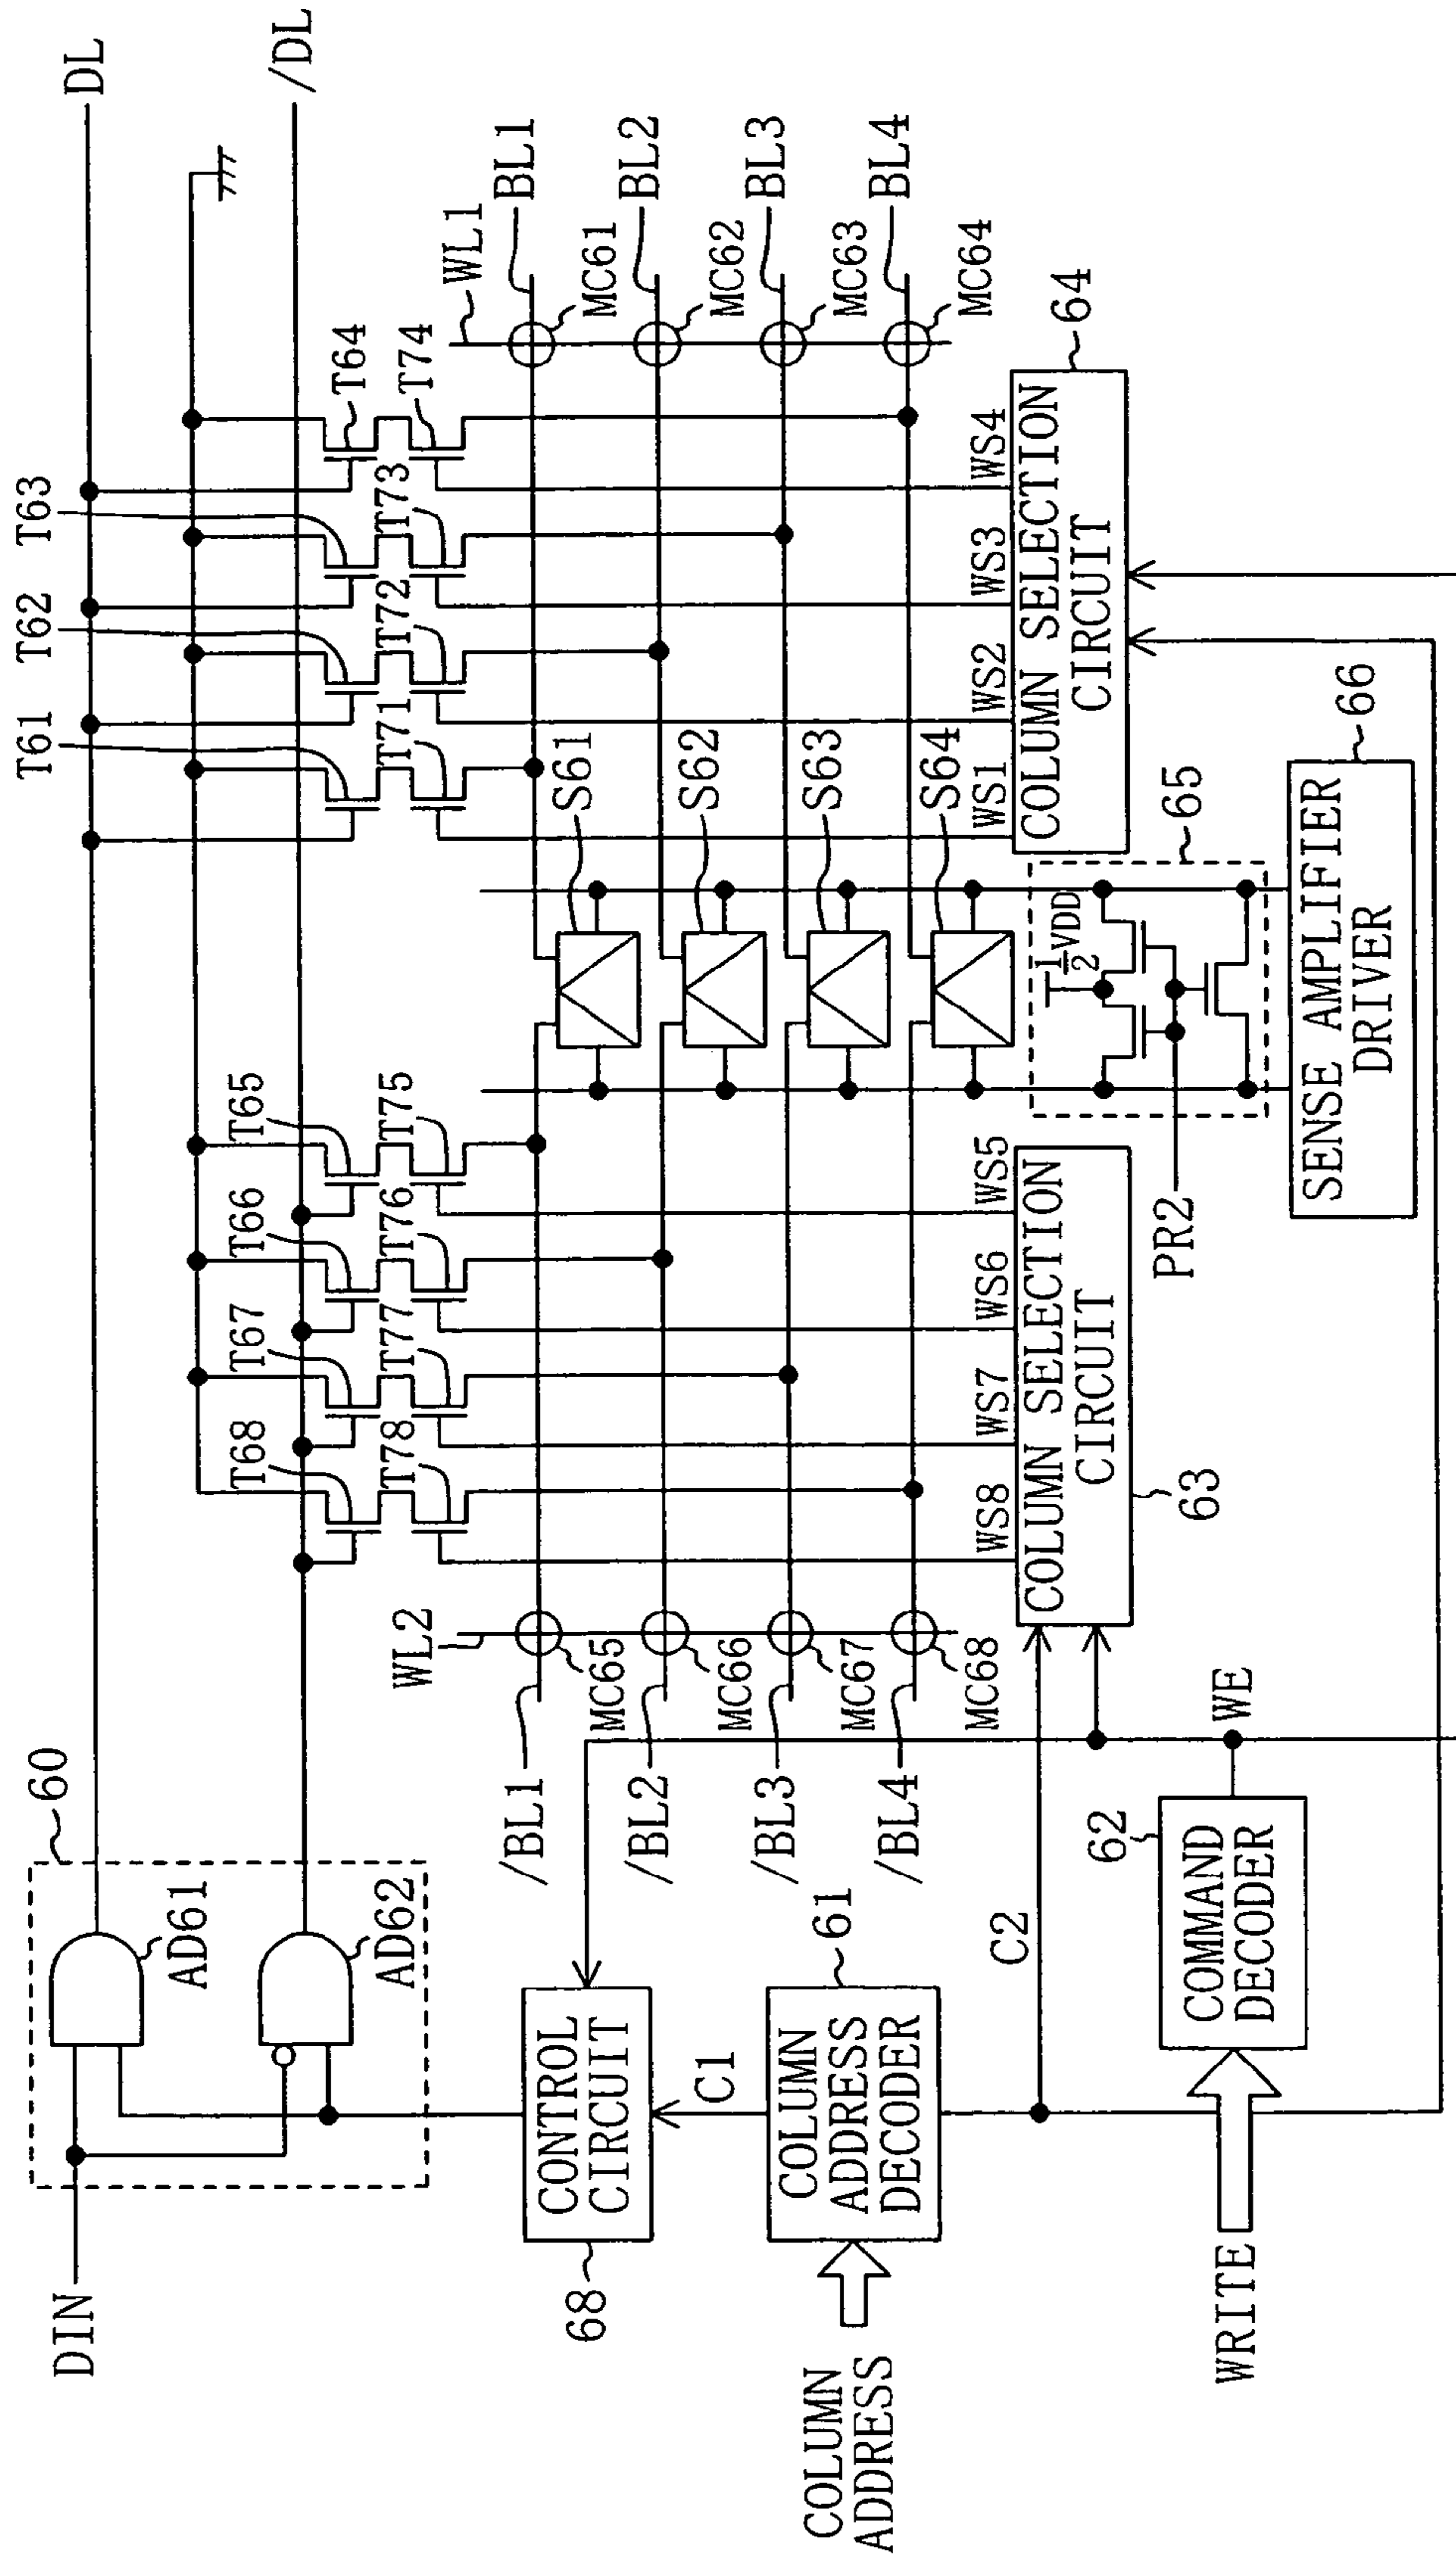 DIN
60
AD61
AD62
DL
/DL
T61
T62
T63
T64
T71
T72
T73
T74
T65
T66
T67
T68
T75
T76
T77
T78
WL1
WL2
BL1
BL2
BL3
BL4
MC61
MC62
MC63
MC64
/BL1
/BL2
/BL3
/BL4
MC65
MC66
MC67
MC68
S61
S62
S63
S64
WS1
WS2
WS3
WS4
WS5
WS6
WS7
WS8
COLUMN SELECTION
CIRCUIT
64
COLUMN SELECTION
CIRCUIT
63
1/2 VDD
65
PR2
SENSE AMPLIFIER
DRIVER
66
CONTROL
CIRCUIT
68
C1
COLUMN
ADDRESS
DECODER
61
COLUMN
ADDRESS
C2
COMMAND
DECODER
62
WE
WRITE